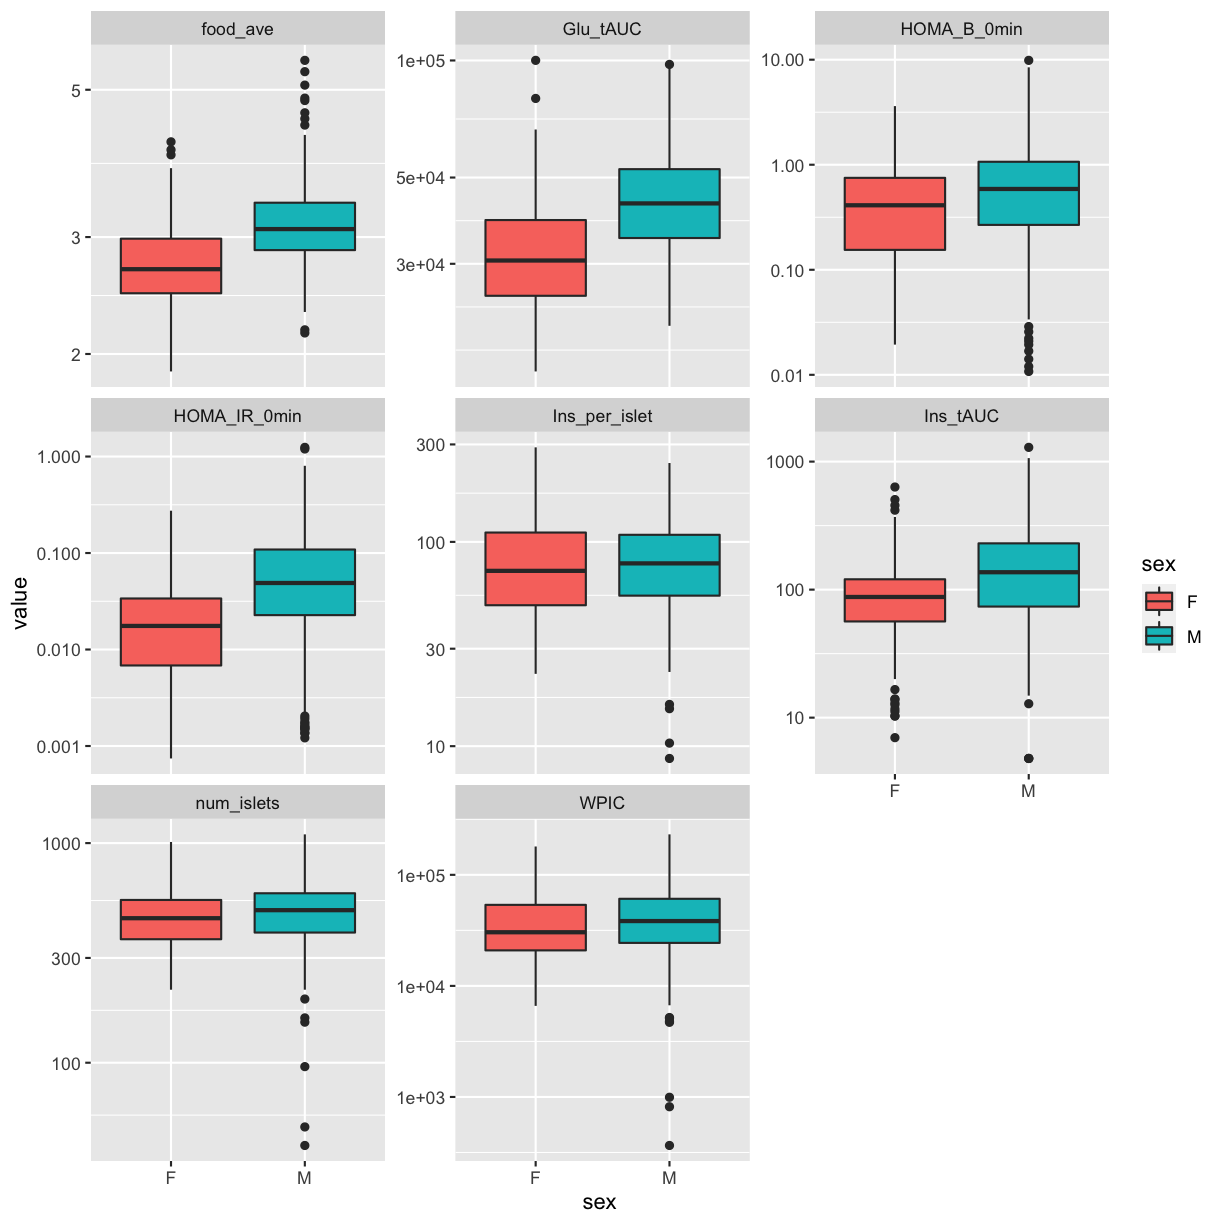 food_ave
Glu_tAUC
HOMA_B_0min
5
3
2
1e+05
5e+04
3e+04
10.00
1.00
0.10
0.01
HOMA_IR_0min
Ins_per_islet
Ins_tAUC
1.000
0.100
0.010
0.001
300
100
30
10
1000
100
10
F
M
num_islets
WPIC
1000
300
100
1e+05
1e+04
1e+03
F
M
F
M
value
sex
sex
F
M